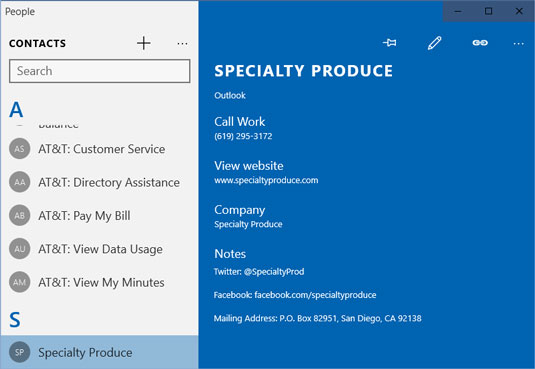 People
CONTACTS
Search
A
Balance
AS AT&T: Customer Service
AA AT&T: Directory Assistance
AB AT&T: Pay My Bill
AU AT&T: View Data Usage
AM AT&T: View My Minutes
S
SP Specialty Produce
SPECIALTY PRODUCE
Outlook
Call Work
(619) 295-3172
View website
www.specialtyproduce.com
Company
Specialty Produce
Notes
Twitter: @SpecialtyProd
Facebook: facebook.com/specialtyproduce
Mailing Address: P.O. Box 82951, San Diego, CA 92138